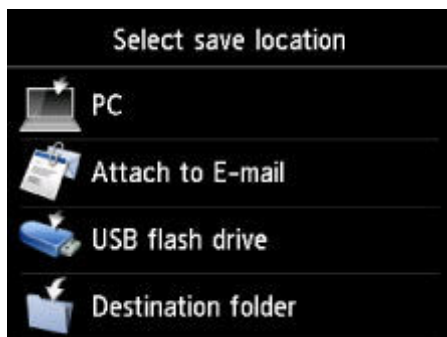 Select save location
PC
Attach to E-mail
USB flash drive
Destination folder